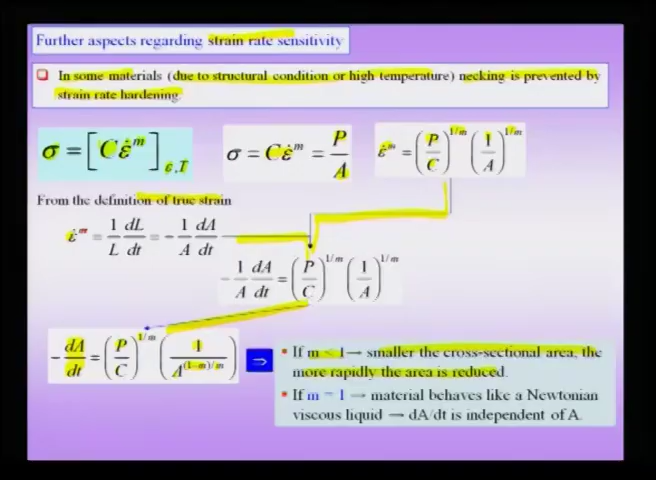 Further aspects regarding strain rate sensitivity
In some materials (due to structural condition or high temperature) necking is prevented by
strain rate hardening.
σ = [Cε̇^m]_{ε,T}
σ = Cε̇^m = P/A
ε̇^m = (P/C)^{1/m} (1/A)^{1/m}
From the definition of true strain
ε̇^m = 1/L dL/dt = − 1/A dA/dt
− 1/A dA/dt = (P/C)^{1/m} (1/A)^{1/m}
− dA/dt = (P/C)^{1/m} (1/A^{(1−m)/m})
⇒
• If m < 1 → smaller the cross-sectional area, the
more rapidly the area is reduced.
• If m = 1 → material behaves like a Newtonian
viscous liquid → dA/dt is independent of A.